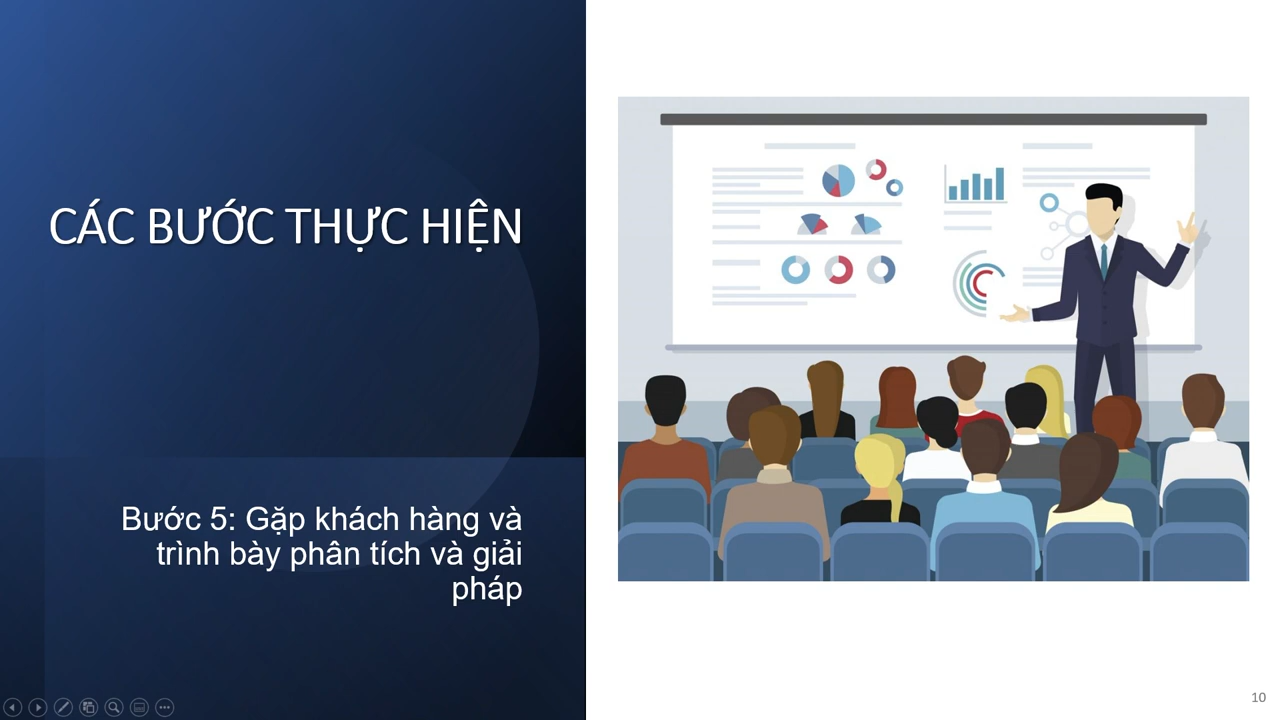 CÁC BƯỚC THỰC HIỆN
Bước 5: Gặp khách hàng và
trình bày phân tích và giải
pháp
10